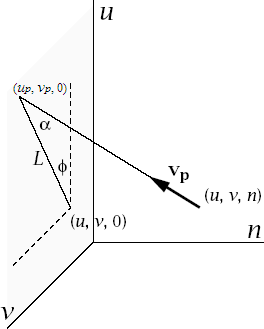 u
(up, vp, 0)
α
L ϕ
vp
(u, v, n)
(u, v, 0)
n
v